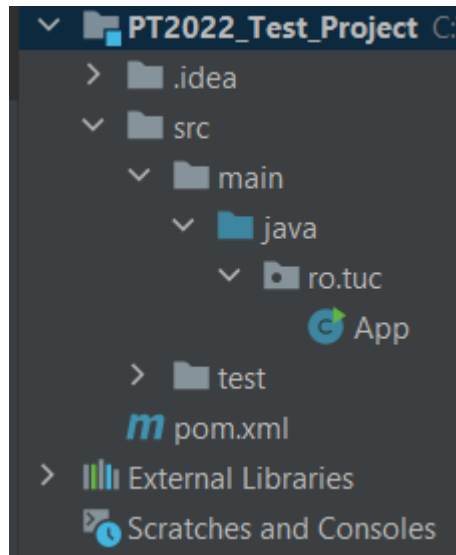 PT2022_Test_Project C:
.idea
src
main
java
ro.tuc
C App
test
m pom.xml
External Libraries
Scratches and Consoles